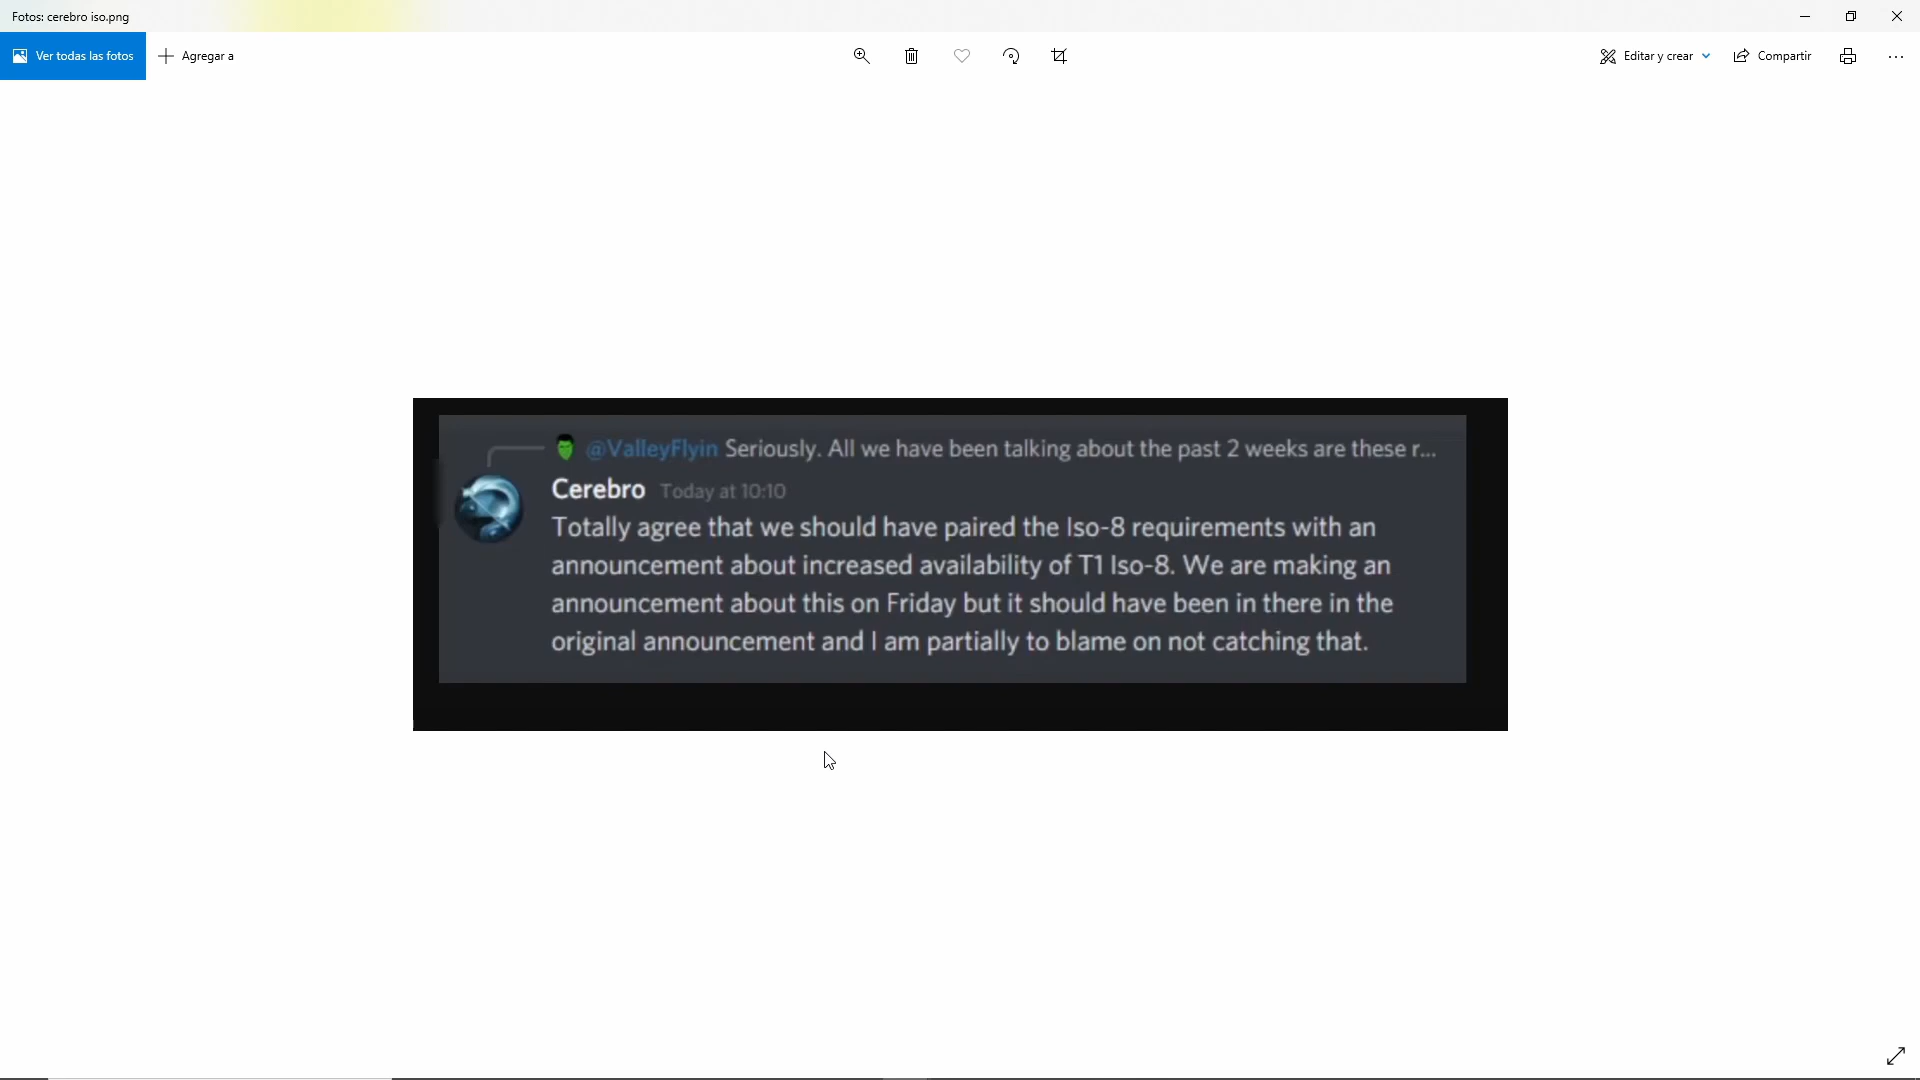 Fotos: cerebro iso.png
Ver todas las fotos
Agregar a
Editar y crear
Compartir
@ValleyFlyin Seriously. All we have been talking about the past 2 weeks are these r...
Cerebro Today at 10:10
Totally agree that we should have paired the Iso-8 requirements with an
announcement about increased availability of T1 Iso-8. We are making an
announcement about this on Friday but it should have been in there in the
original announcement and I am partially to blame on not catching that.